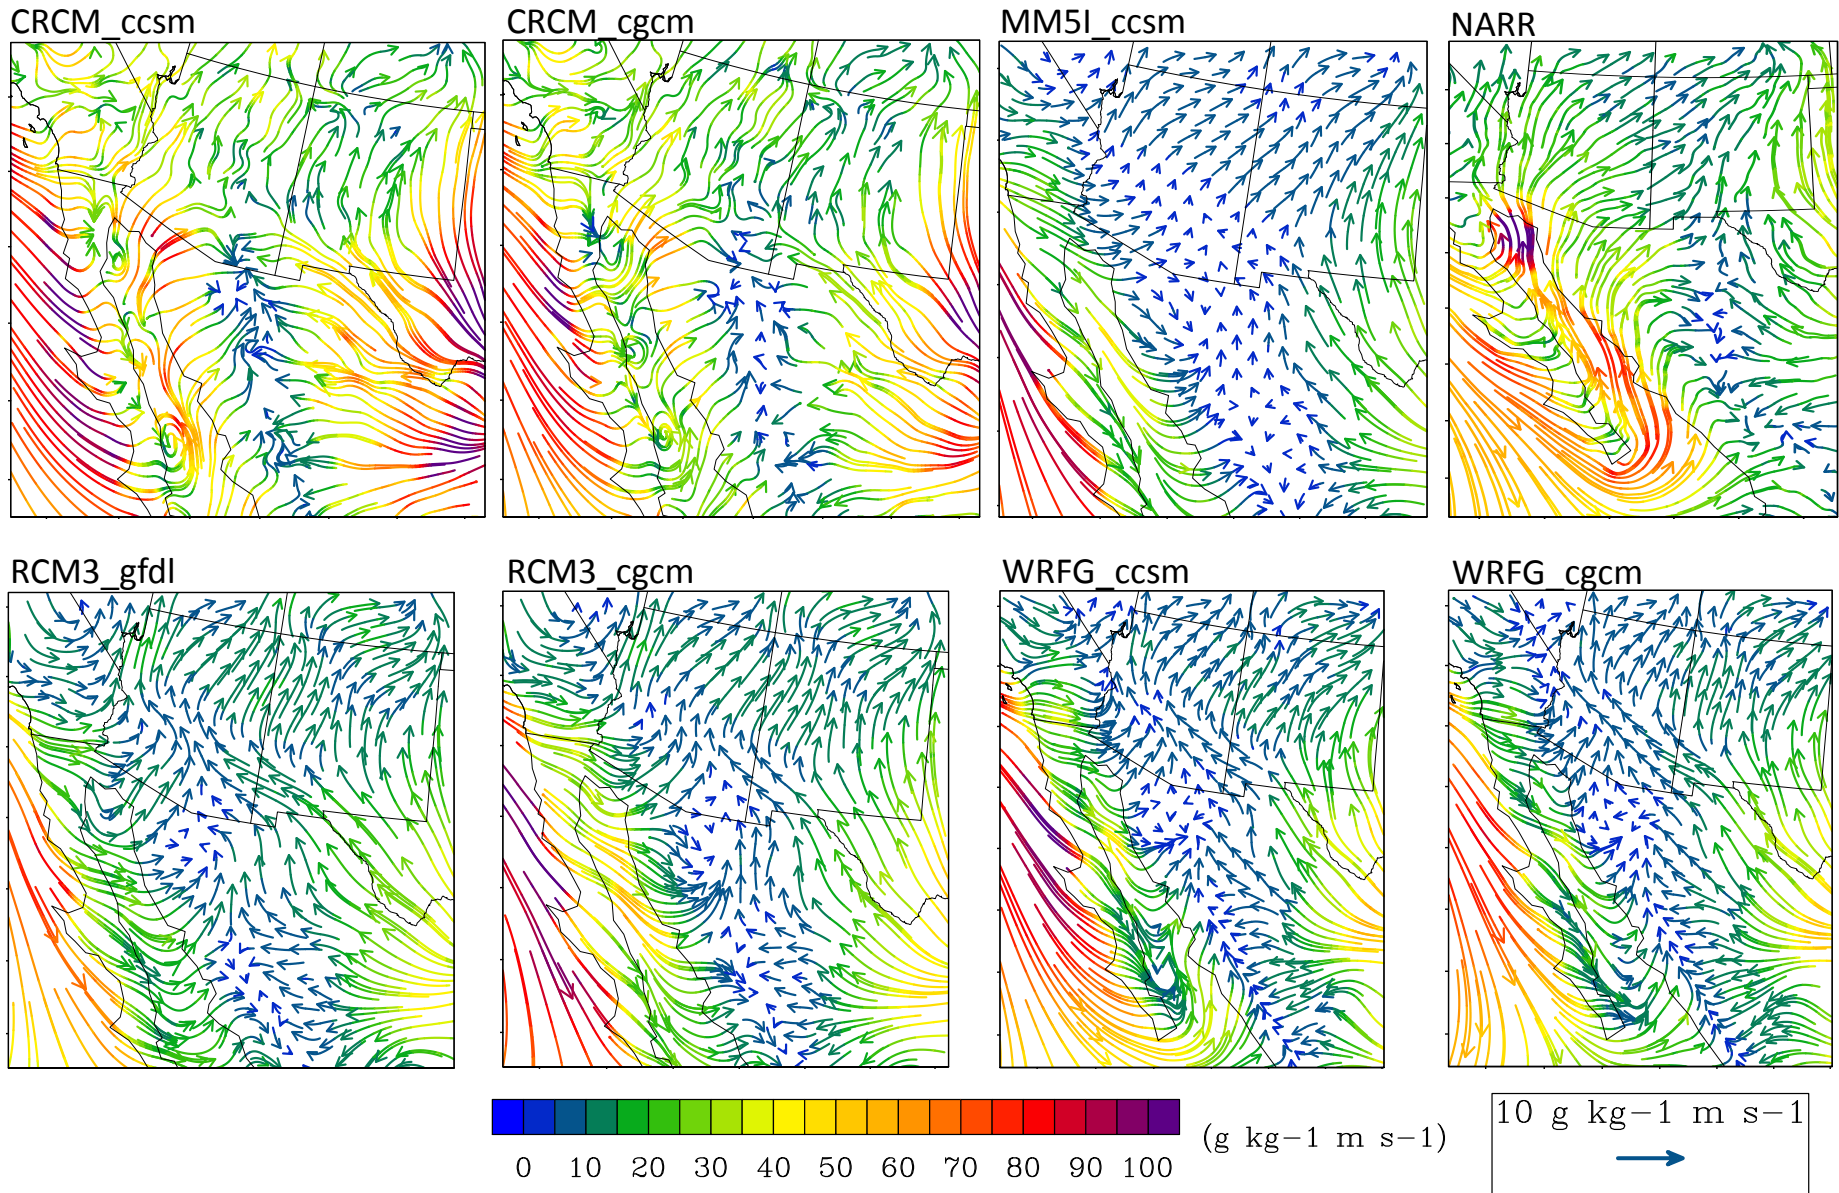 CRCM_ccsm
CRCM_cgcm
MM5I_ccsm
NARR
RCM3_gfdl
RCM3_cgcm
WRFG_ccsm
WRFG_cgcm
0 10 20 30 40 50 60 70 80 90 100
(g kg−1 m s−1)
10 g kg−1 m s−1